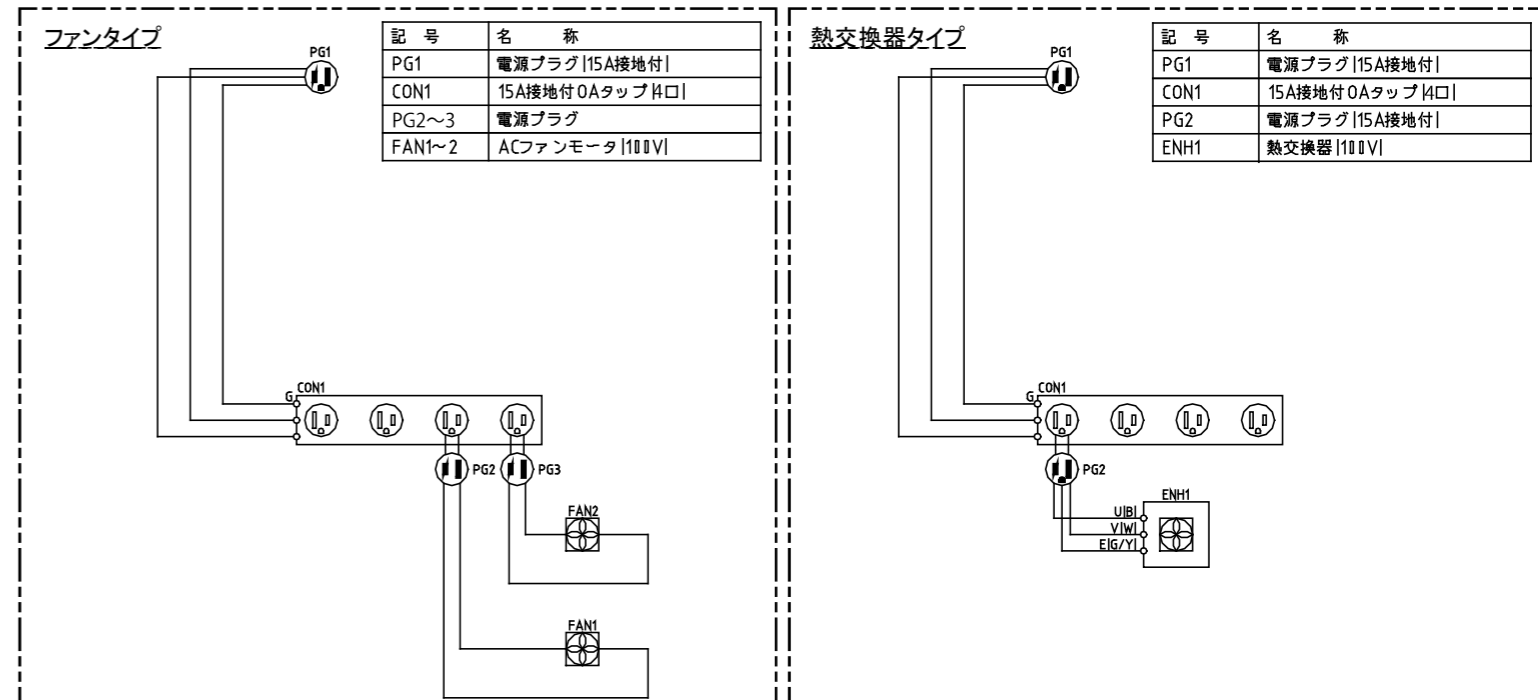 ファンタイプ
記 号 名 称
PG1 電源プラグ|15A接地付|
CON1 15A接地付OAタップ|4口|
PG2～3 電源プラグ
FAN1～2 ACファンモータ|100V|
PG1
G CON1
PG2 PG3
FAN2
FAN1
熱交換器タイプ
記 号 名 称
PG1 電源プラグ|15A接地付|
CON1 15A接地付OAタップ|4口|
PG2 電源プラグ|15A接地付|
ENH1 熱交換器|100V|
PG1
G CON1
PG2
ENH1
U|B|
V|W|
E|G/Y|